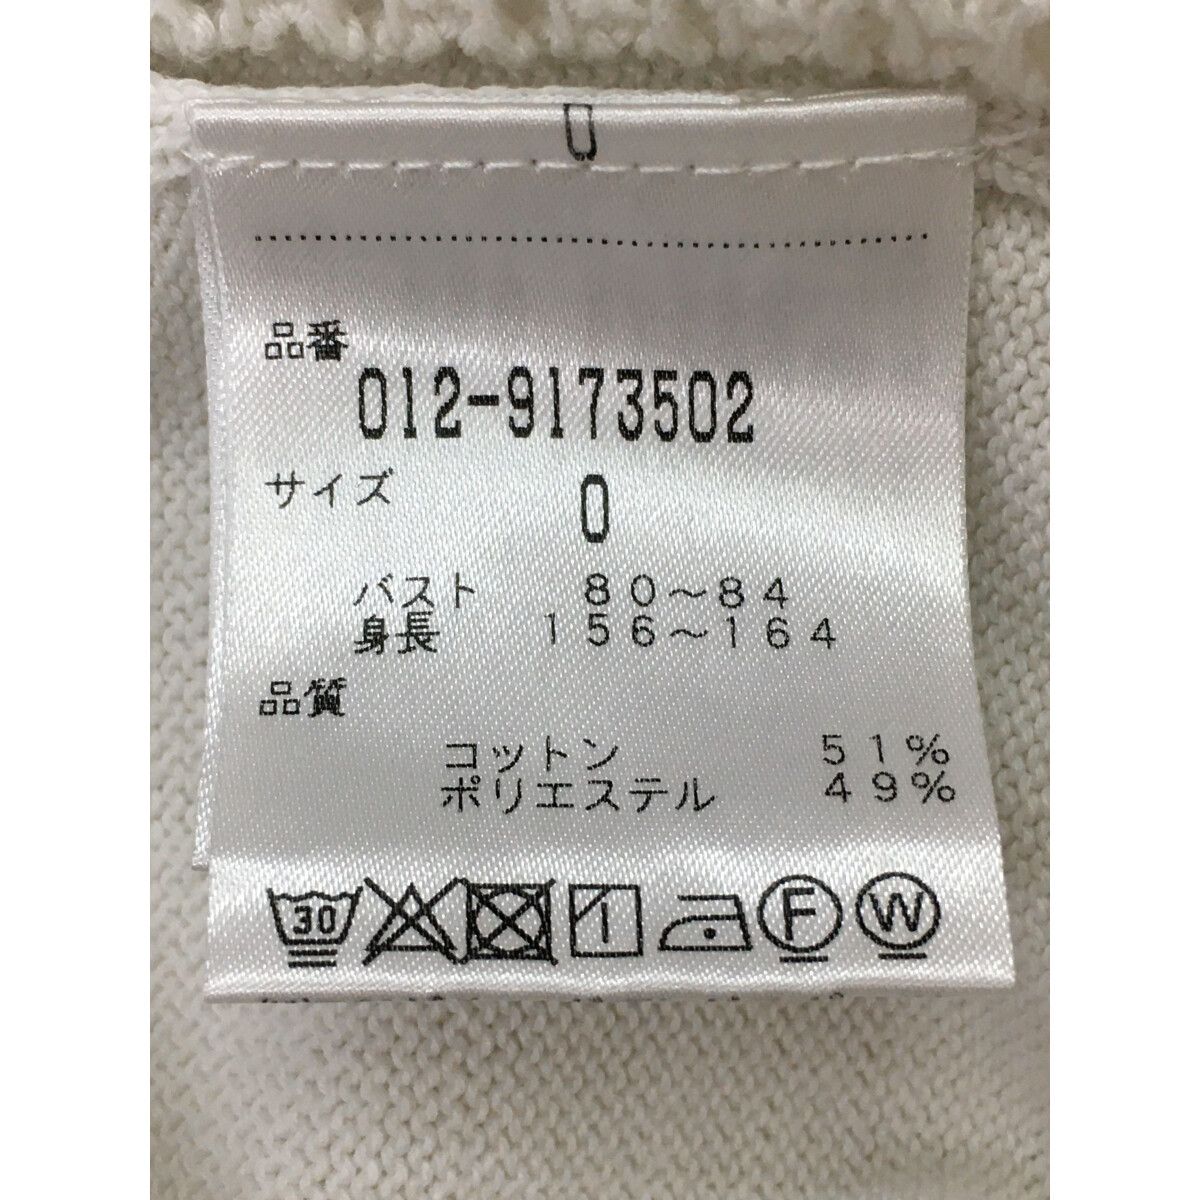 品番
012-9173502
サイズ 0
バスト 80～84
身長 156～164
品質
コットン 51%
ポリエステル 49%
30 F W